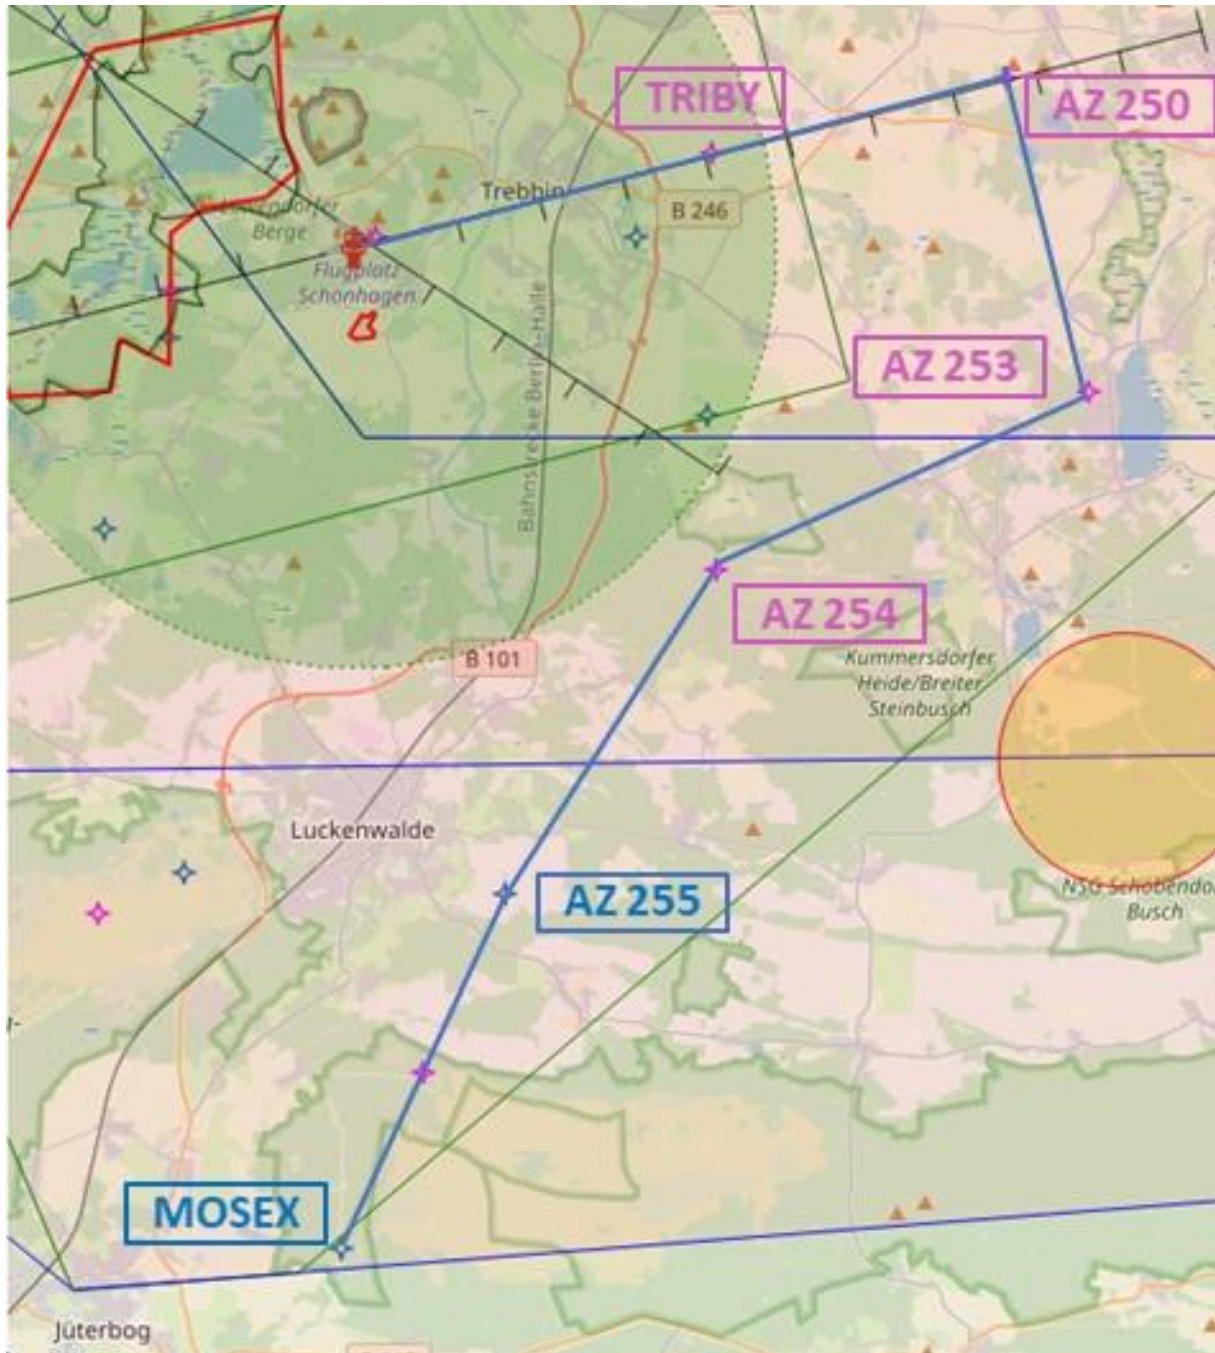 TRIBY
AZ 250
Trebbin
B 246
Berge
Flugplatz
Schönhagen
Bahnstrecke Berlin-Halle
AZ 253
AZ 254
B 101
Kummersdorfer
Heide/Breiter
Steinbusch
Luckenwalde
AZ 255
NSG Schöbendo
Busch
MOSEX
Jüterbog